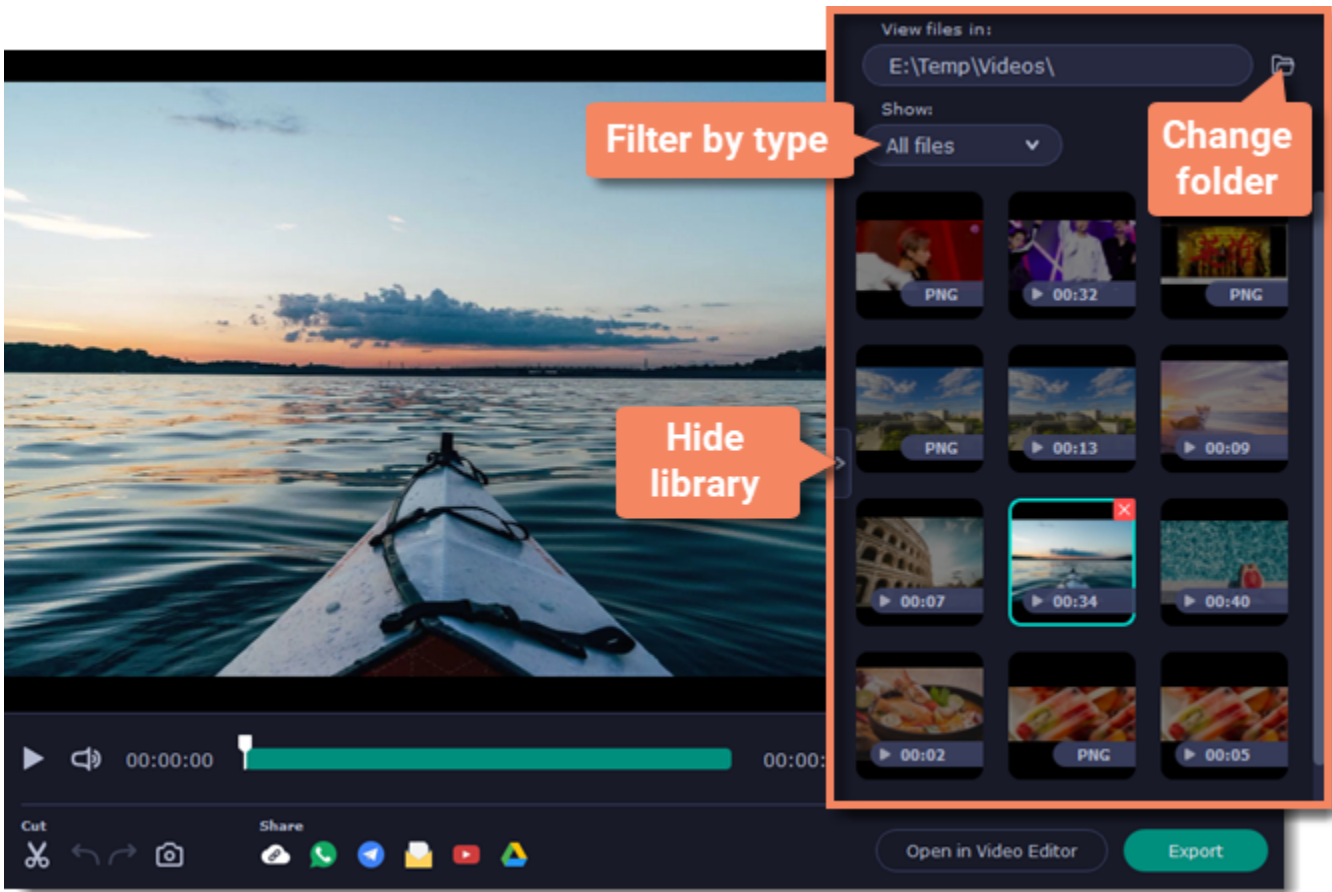 View files in:
E:\Temp\Videos\
Show:
Filter by type
All files
Change
folder
PNG
00:32
PNG
PNG
00:13
00:09
Hide
library
00:07
00:34
00:40
00:02
PNG
00:05
00:00:00
00:00:
Cut
Share
Open in Video Editor
Export